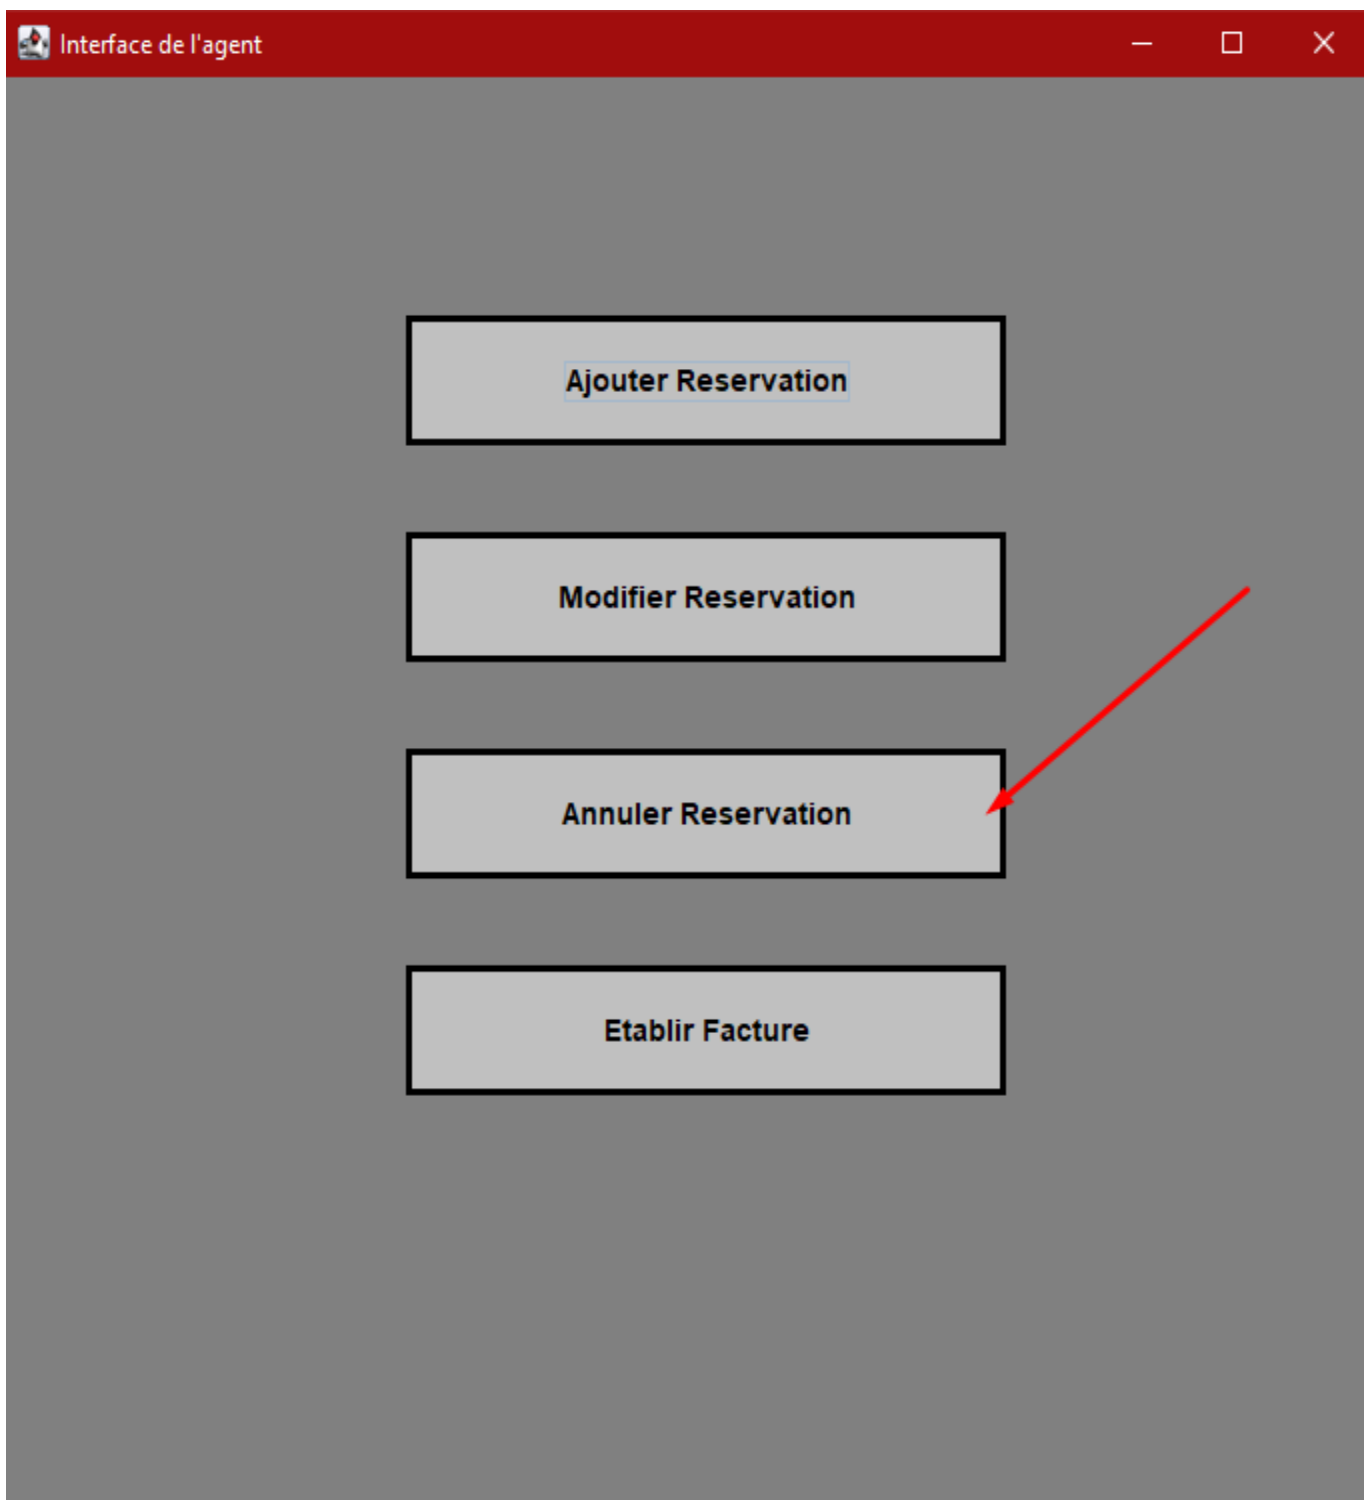 Interface de l'agent
Ajouter Reservation
Modifier Reservation
Annuler Reservation
Etablir Facture